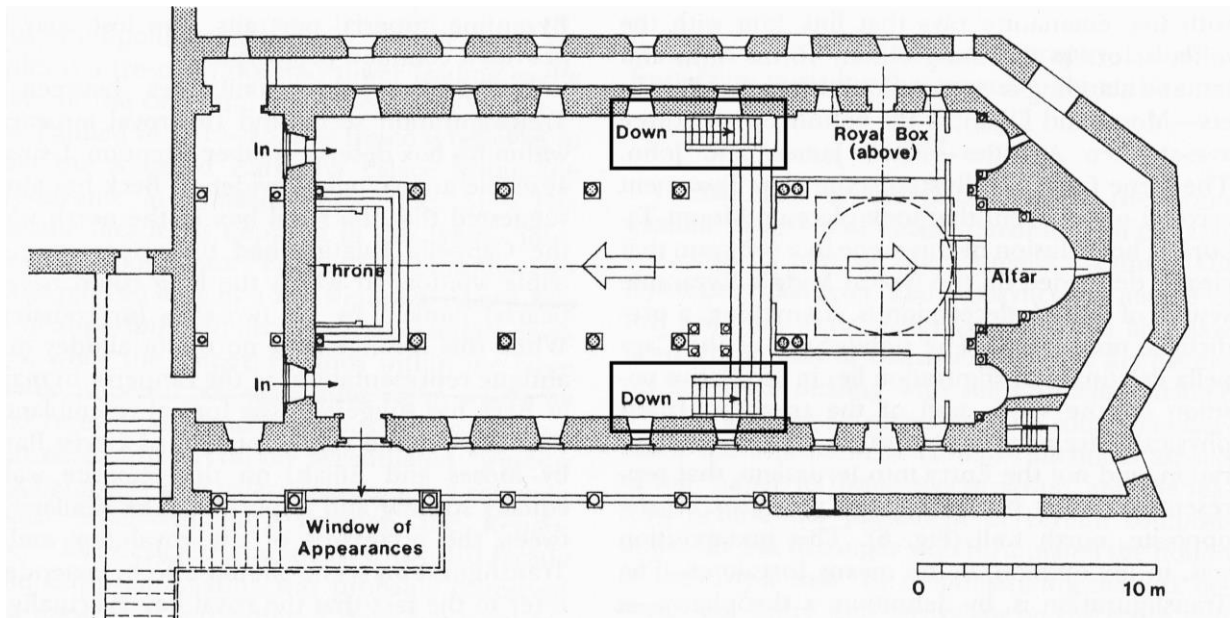 Down
Royal Box
(above)
In
Throne
Altar
In
Down
Window of
Appearances
0
10 m